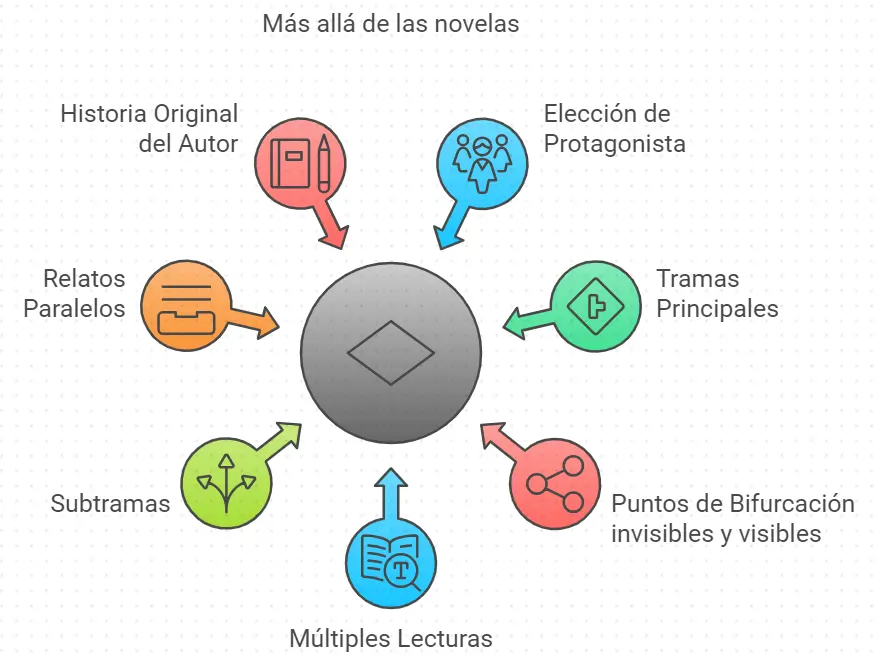 Más allá de las novelas
Historia Original
del Autor
Elección de
Protagonista
Relatos
Paralelos
Tramas
Principales
Subtramas
Puntos de Bifurcación
invisibles y visibles
T
Múltiples Lecturas